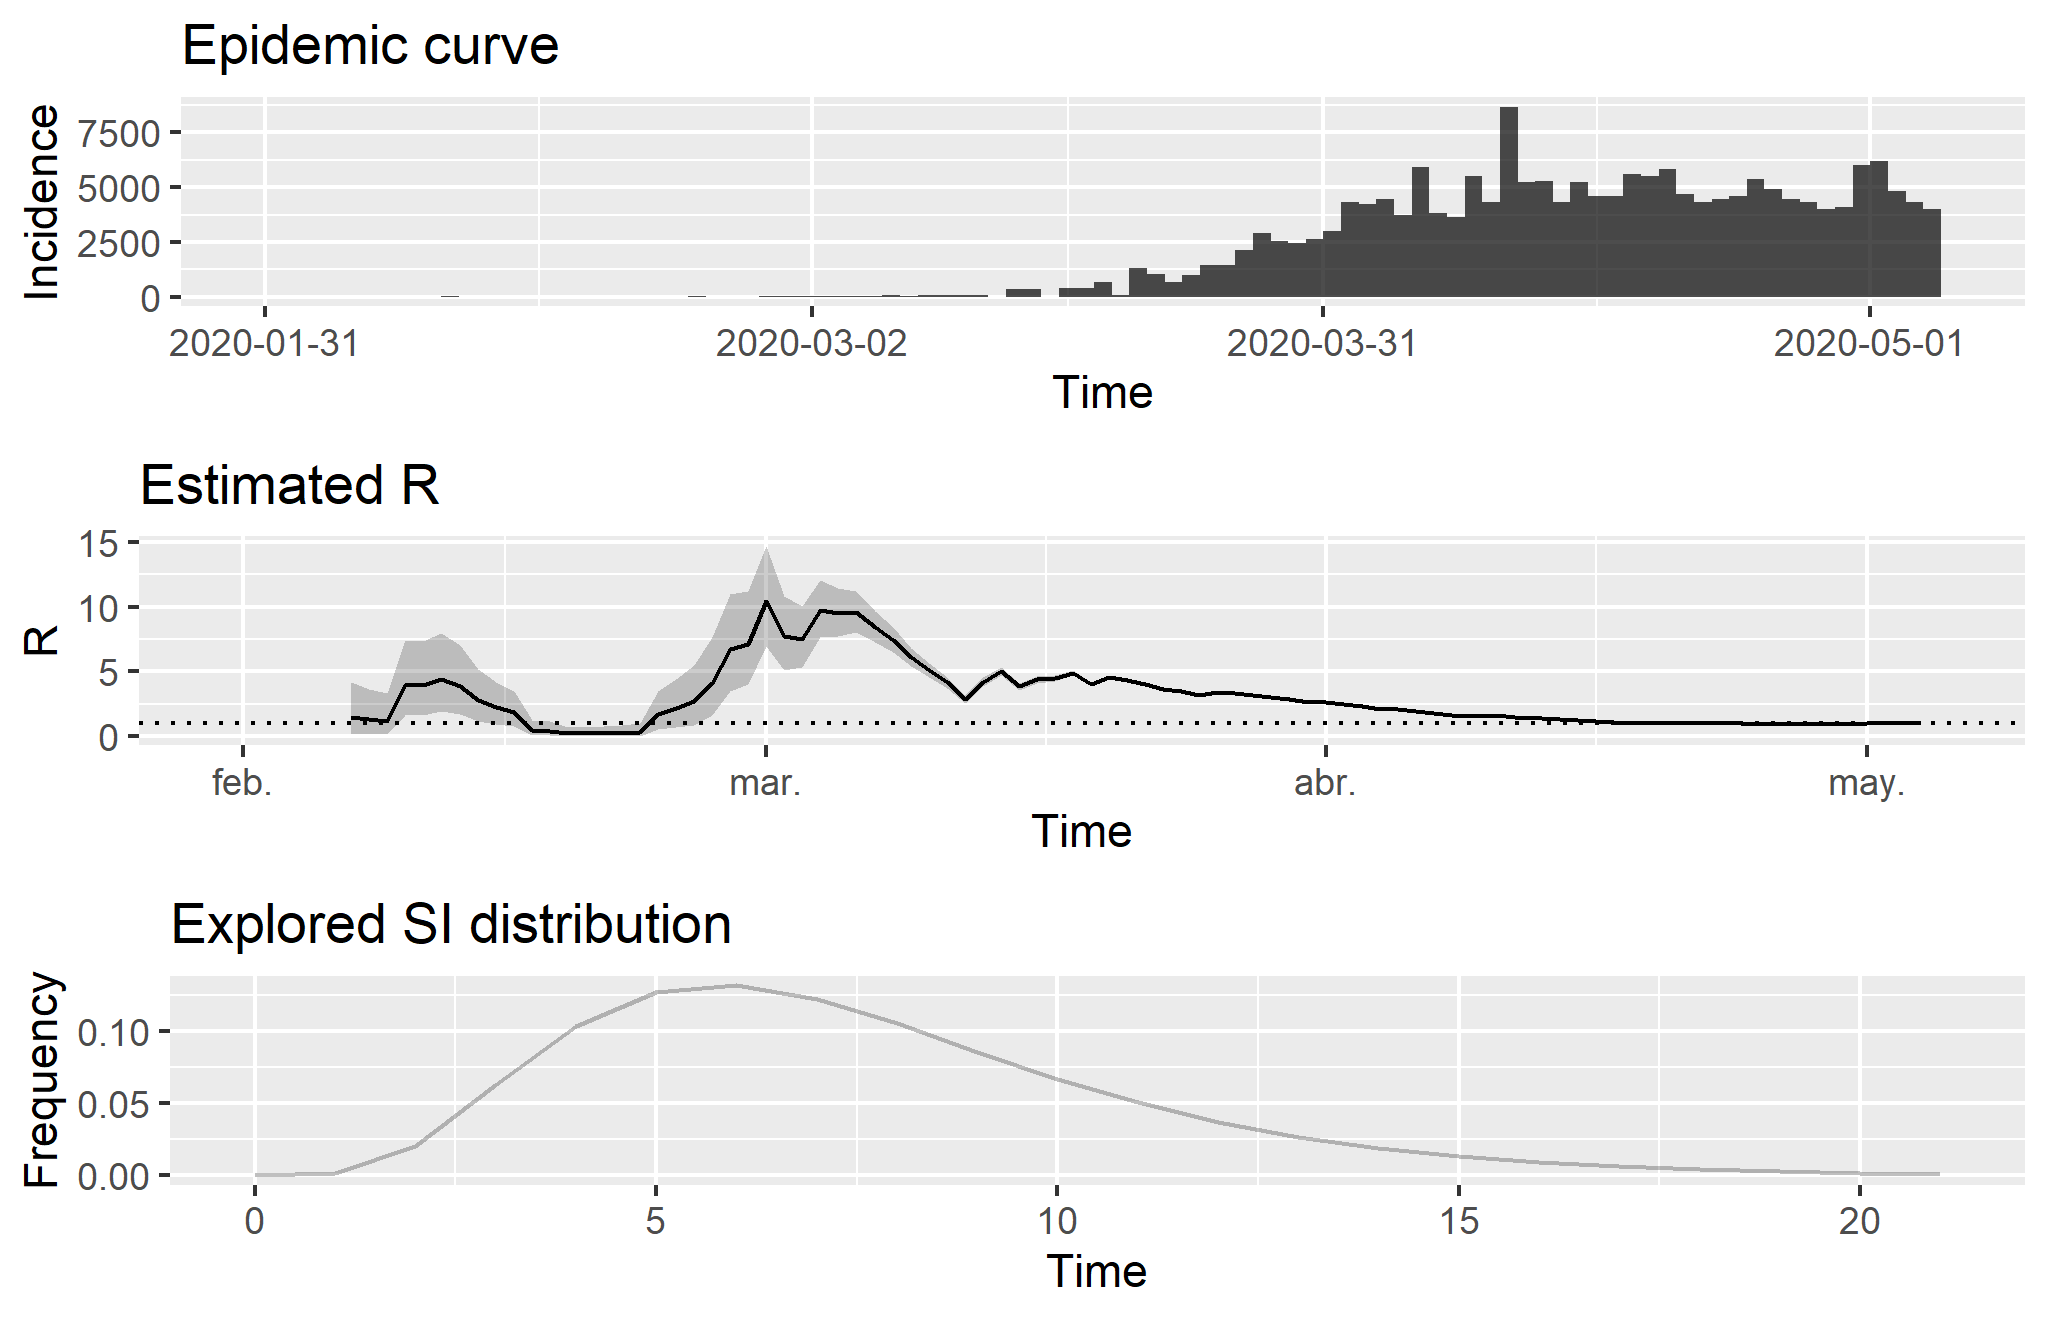 Epidemic curve
Incidence
7500
5000
2500
0
2020-01-31 2020-03-02 2020-03-31 2020-05-01
Time
Estimated R
R
15
10
5
0
feb. mar. abr. may.
Time
Explored SI distribution
Frequency
0.10
0.05
0.00
0 5 10 15 20
Time